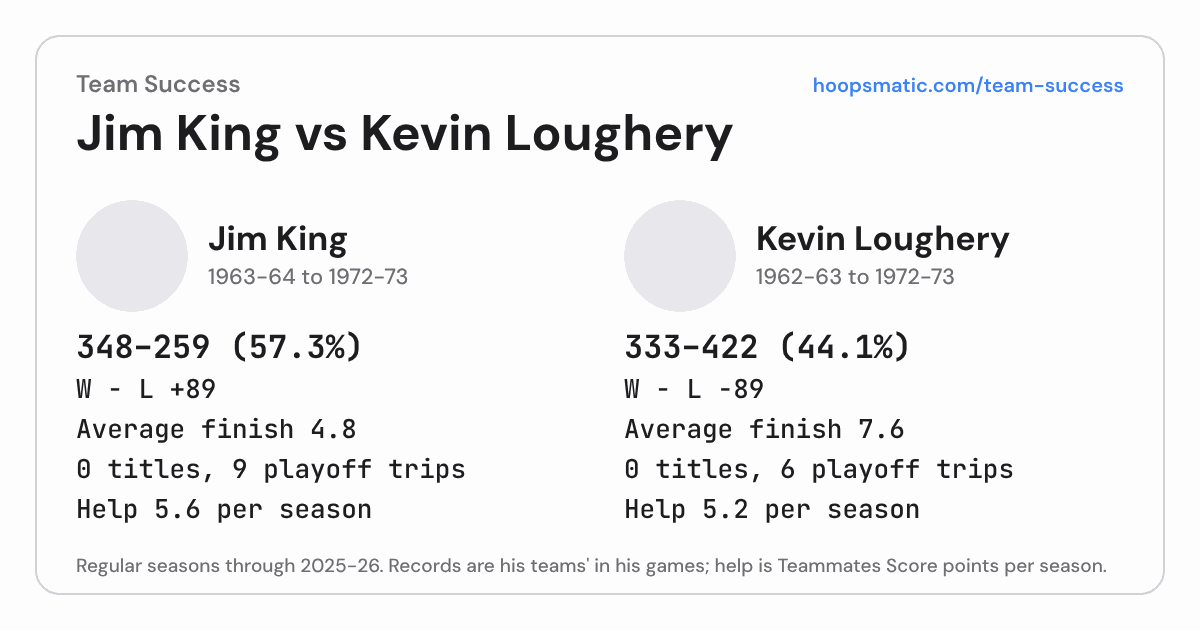 Team Success
hoopsmatic.com/team-success
Jim King vs Kevin Loughery
Jim King
1963-64 to 1972-73
348-259 (57.3%)
W - L +89
Average finish 4.8
0 titles, 9 playoff trips
Help 5.6 per season
Kevin Loughery
1962-63 to 1972-73
333-422 (44.1%)
W - L -89
Average finish 7.6
0 titles, 6 playoff trips
Help 5.2 per season
Regular seasons through 2025-26. Records are his teams' in his games; help is Teammates Score points per season.